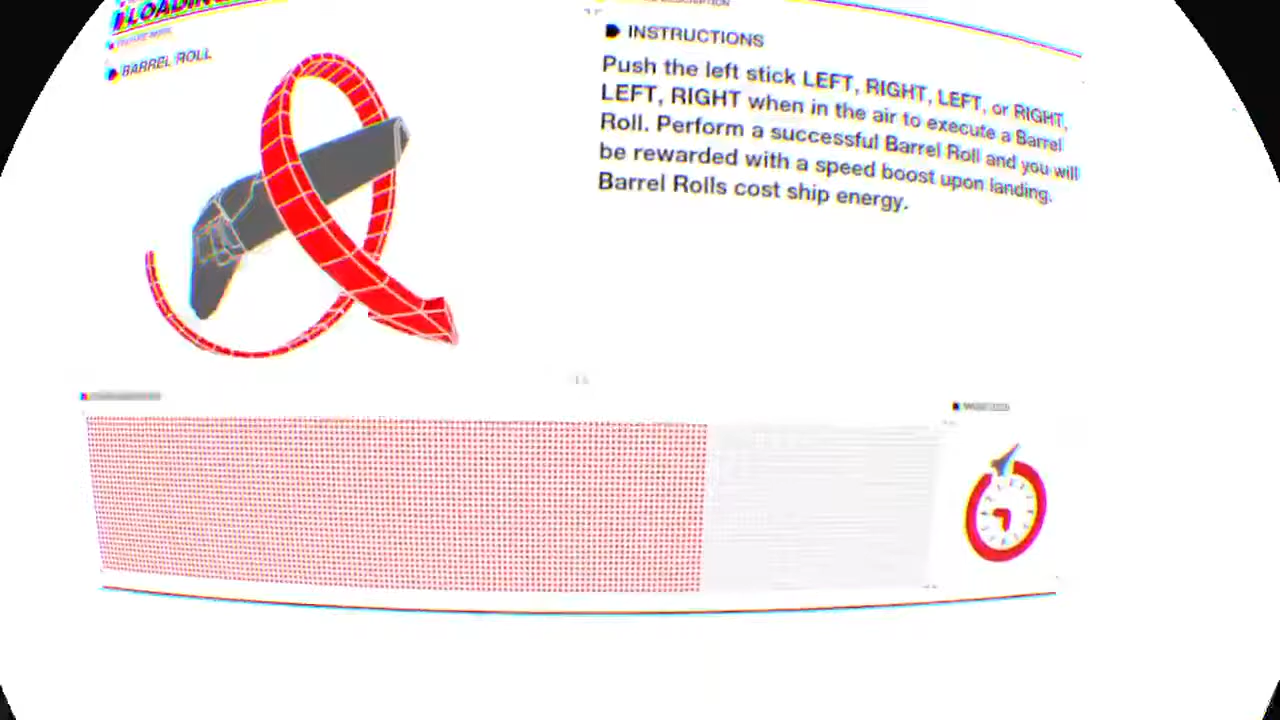 LOADING
BARREL ROLL
INSTRUCTIONS
Push the left stick LEFT, RIGHT, LEFT, or RIGHT,
LEFT, RIGHT when in the air to execute a Barrel
Roll. Perform a successful Barrel Roll and you will
be rewarded with a speed boost upon landing.
Barrel Rolls cost ship energy.